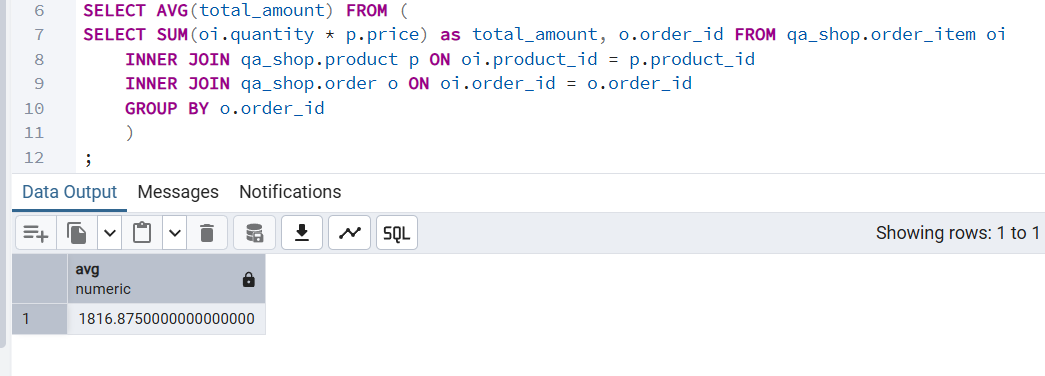 6 SELECT AVG(total_amount) FROM (
7 SELECT SUM(oi.quantity * p.price) as total_amount, o.order_id FROM qa_shop.order_item oi
8 INNER JOIN qa_shop.product p ON oi.product_id = p.product_id
9 INNER JOIN qa_shop.order o ON oi.order_id = o.order_id
10 GROUP BY o.order_id
11 )
12 ;
Data Output Messages Notifications
SQL Showing rows: 1 to 1
avg
numeric
1 1816.8750000000000000